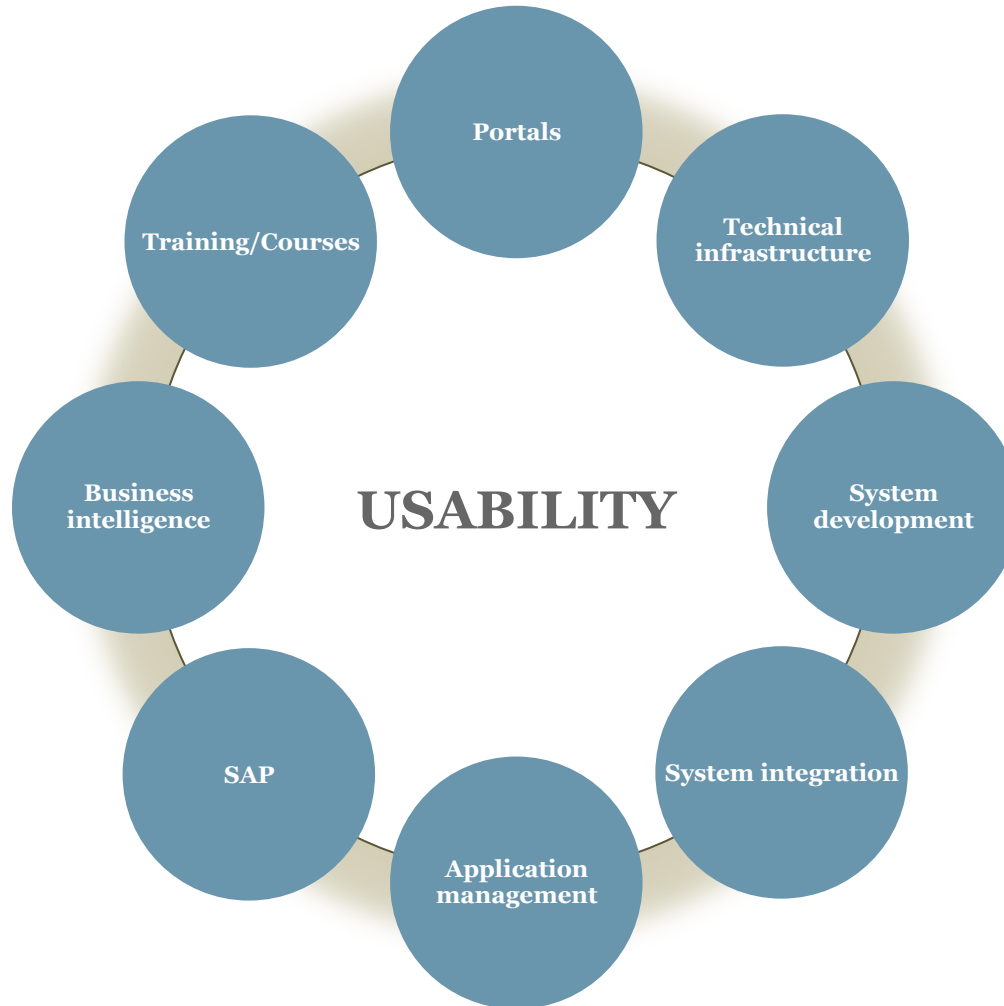 Portals
Technical
infrastructure
Training/Courses
Business
intelligence
USABILITY
System
development
SAP
System integration
Application
management